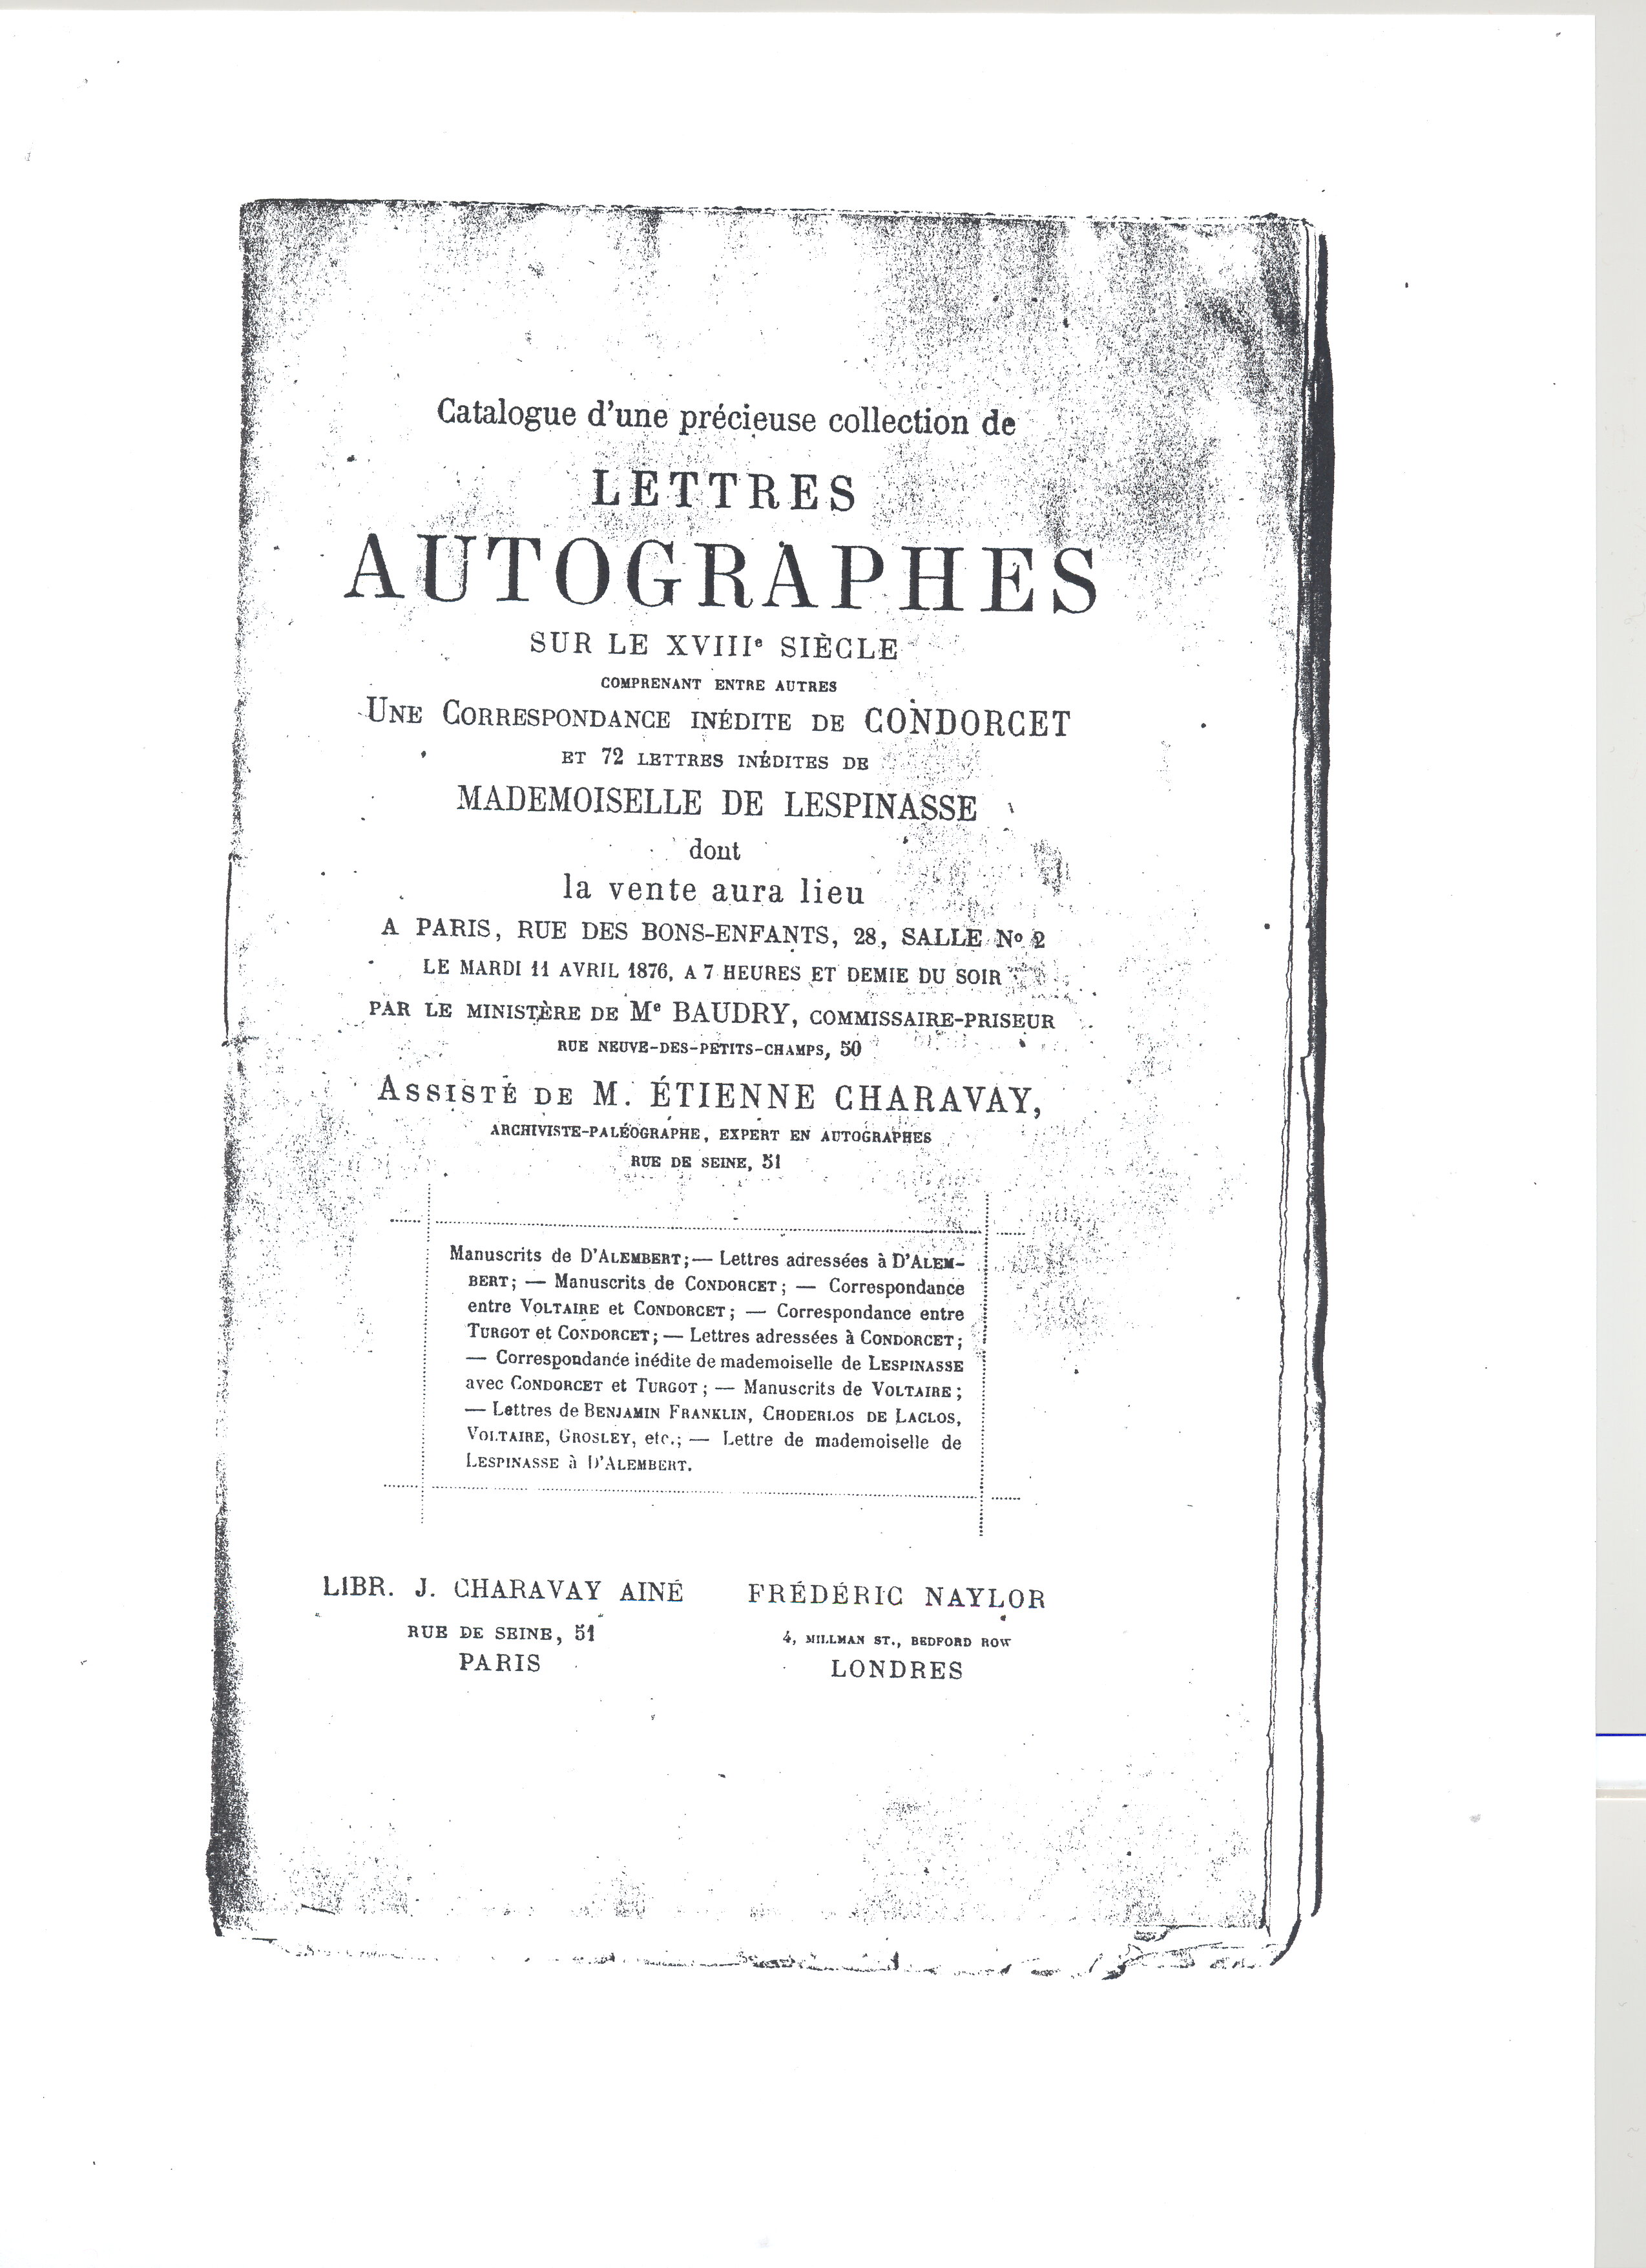 Catalogue d'une précieuse collection de
LETTRES
AUTOGRAPHES
SUR LE XVIIIᵉ SIÈCLE
COMPRENANT ENTRE AUTRES
UNE CORRESPONDANCE INÉDITE DE CONDORCET
ET 72 LETTRES INÉDITES DE
MADEMOISELLE DE LESPINASSE
dont
la vente aura lieu
A PARIS, RUE DES BONS-ENFANTS, 28, SALLE Nº 2
LE MARDI 11 AVRIL 1876, A 7 HEURES ET DEMIE DU SOIR
PAR LE MINISTÈRE DE Mᵉ BAUDRY, COMMISSAIRE-PRISEUR
RUE NEUVE-DES-PETITS-CHAMPS, 50
ASSISTÉ DE M. ÉTIENNE CHARAVAY,
ARCHIVISTE-PALÉOGRAPHE, EXPERT EN AUTOGRAPHES
RUE DE SEINE, 51
Manuscrits de D'ALEMBERT; — Lettres adressées à D'ALEM-
BERT; — Manuscrits de CONDORCET; — Correspondance
entre VOLTAIRE et CONDORCET; — Correspondance entre
TURGOT et CONDORCET; — Lettres adressées à CONDORCET;
— Correspondance inédite de mademoiselle de LESPINASSE
avec CONDORCET et TURGOT; — Manuscrits de VOLTAIRE;
— Lettres de BENJAMIN FRANKLIN, CHODERLOS DE LACLOS,
VOLTAIRE, GROSLEY, etc.; — Lettre de mademoiselle de
LESPINASSE à D'ALEMBERT.
LIBR. J. CHARAVAY AINÉ
RUE DE SEINE, 51
PARIS
FRÉDÉRIC NAYLOR
4, MILLMAN ST., BEDFORD ROW
LONDRES